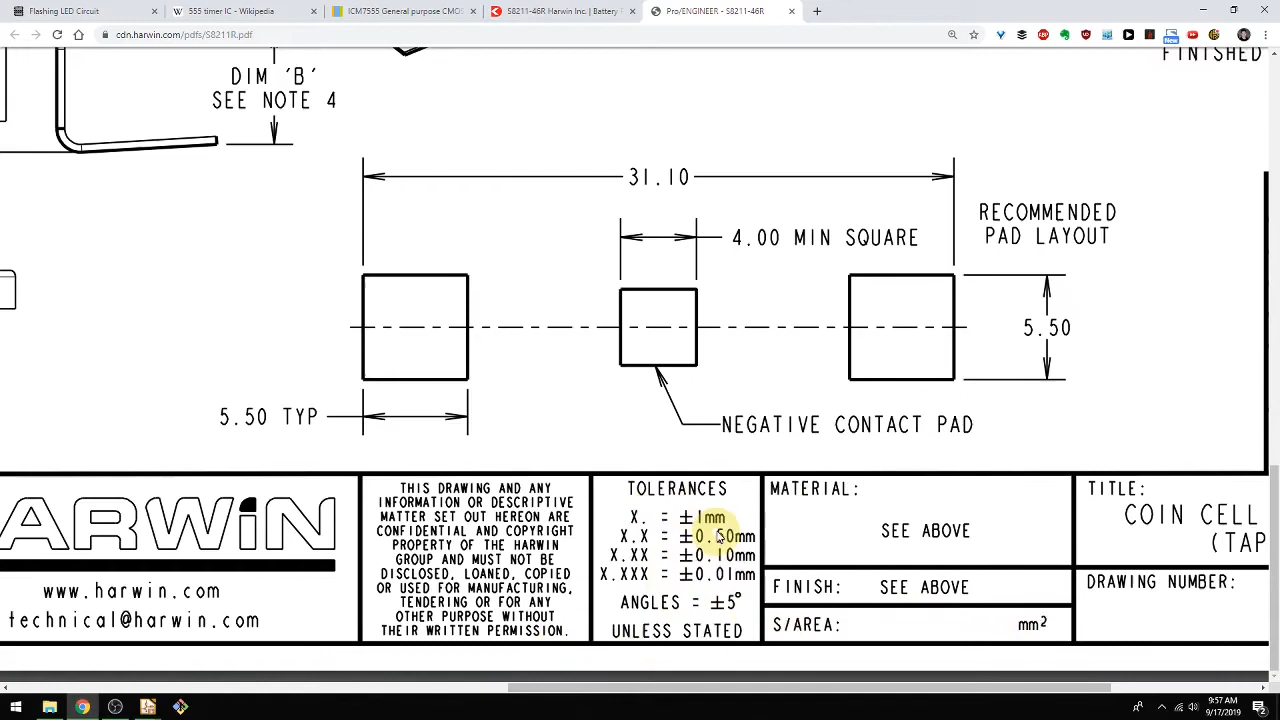 Flashing LED Circuit
555 timer IC - Wikipedia
ICM7555 General purpose CMOS
S8211-46R Harwin Inc. | Battery P
Pro/ENGINEER - S8211-46R
cdn.harwin.com/pdfs/S8211R.pdf
FINISHED
DIM 'B'
SEE NOTE 4
31.10
RECOMMENDED
PAD LAYOUT
4.00 MIN SQUARE
5.50
5.50 TYP
NEGATIVE CONTACT PAD
HARWIN
www.harwin.com
technical@harwin.com
THIS DRAWING AND ANY
INFORMATION OR DESCRIPTIVE
MATTER SET OUT HEREON ARE
CONFIDENTIAL AND COPYRIGHT
PROPERTY OF THE HARWIN
GROUP AND MUST NOT BE
DISCLOSED, LOANED, COPIED
OR USED FOR MANUFACTURING,
TENDERING OR FOR ANY
OTHER PURPOSE WITHOUT
THEIR WRITTEN PERMISSION.
TOLERANCES
X. = ±1mm
X.X = ±0.60mm
X.XX = ±0.10mm
X.XXX = ±0.01mm
ANGLES = ±5°
UNLESS STATED
MATERIAL:
SEE ABOVE
FINISH: SEE ABOVE
S/AREA: mm²
TITLE:
COIN CELL
(TAP
DRAWING NUMBER:
9:57 AM
9/17/2019